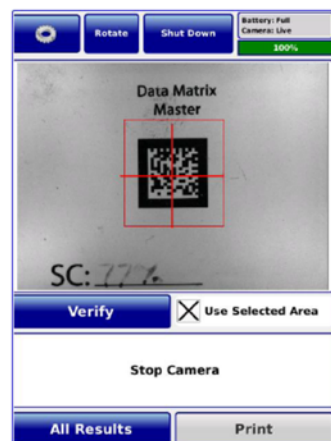 Rotate
Shut Down
Battery: Full
Camera: Live
100%
Data Matrix
Master
SC: 77%
Verify
Use Selected Area
Stop Camera
All Results
Print